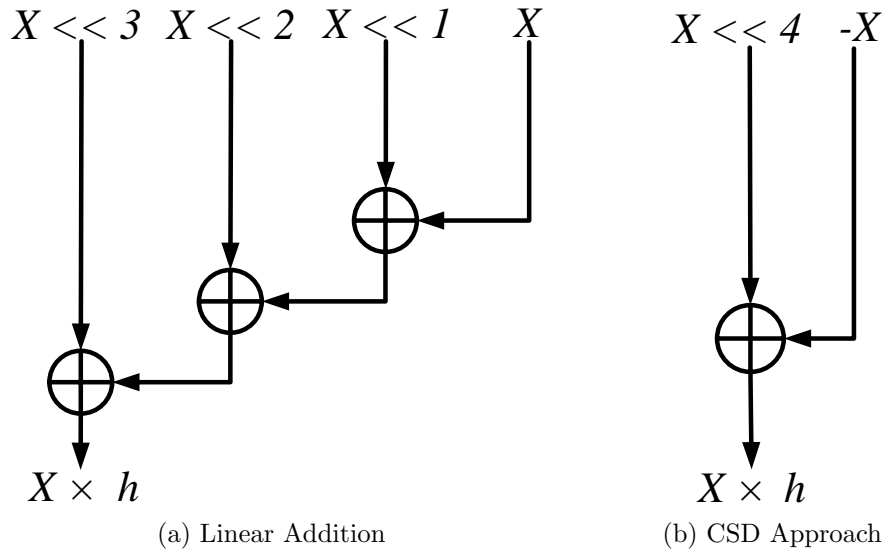 X << 3 X << 2 X << 1 X
X << 4 -X
X × h
X × h
(a) Linear Addition
(b) CSD Approach